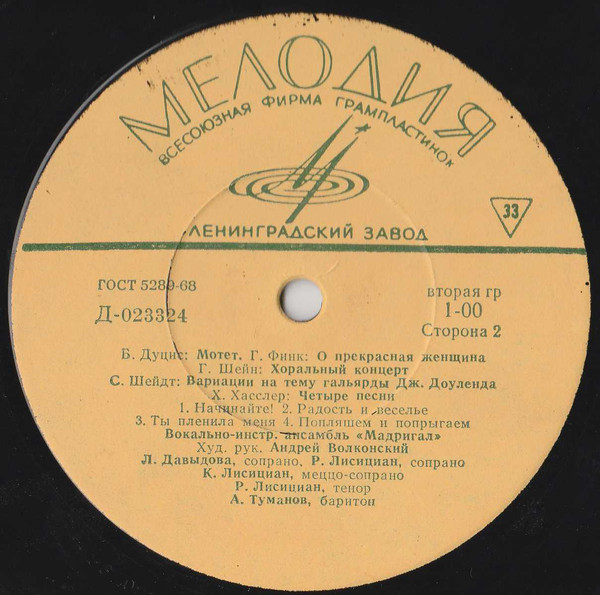 МЕЛОДИЯ
ВСЕСОЮЗНАЯ ФИРМА ГРАМПЛАСТИНОК
ЛЕНИНГРАДСКИЙ ЗАВОД
33
ГОСТ 5289-68
Д-023324
вторая гр
1-00
Сторона 2
Б. Дуцис: Мотет. Г. Финк: О прекрасная женщина
Г. Шейн: Хоральный концерт
С. Шейдт: Вариации на тему гальярды Дж. Доуленда
Х. Хасслер: Четыре песни
1. Начинайте! 2. Радость и веселье
3. Ты пленила меня 4. Попляшем и попрыгаем
Вокально-инстр. ансамбль «Мадригал»
Худ. рук. Андрей Волконский
Л. Давыдова, сопрано, Р. Лисициан, сопрано
К. Лисициан, меццо-сопрано
Р. Лисициан, тенор
А. Туманов, баритон